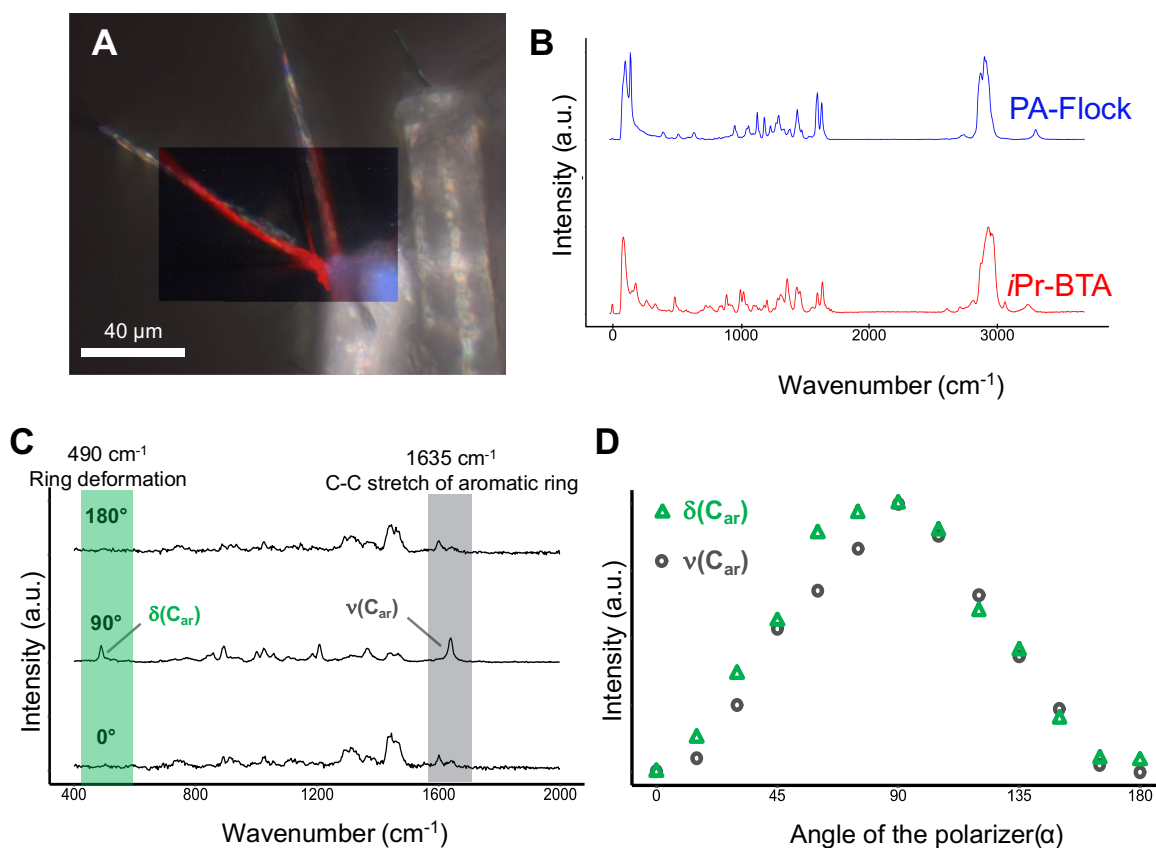 A
40 µm
B
Intensity (a.u.)
PA-Flock
iPr-BTA
0
1000
2000
3000
Wavenumber (cm⁻¹)
C
490 cm⁻¹
Ring deformation
1635 cm⁻¹
C-C stretch of aromatic ring
Intensity (a.u.)
180°
90°
δ(Cₐᵣ)
ν(Cₐᵣ)
0°
400
800
1200
1600
2000
Wavenumber (cm⁻¹)
D
Intensity (a.u.)
δ(Cₐᵣ)
ν(Cₐᵣ)
0
45
90
135
180
Angle of the polarizer(α)